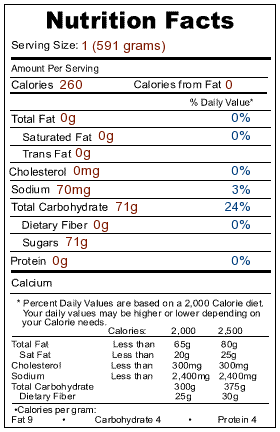 Nutrition Facts
Serving Size: 1 (591 grams)
Amount Per Serving
Calories 260 Calories from Fat 0
% Daily Value*
Total Fat 0g 0%
Saturated Fat 0g 0%
Trans Fat 0g
Cholesterol 0mg 0%
Sodium 70mg 3%
Total Carbohydrate 71g 24%
Dietary Fiber 0g 0%
Sugars 71g
Protein 0g 0%
Calcium
* Percent Daily Values are based on a 2,000 Calorie diet.
Your daily values may be higher or lower depending on
your Calorie needs.
Calories: 2,000 2,500
Total Fat Less than 65g 80g
Sat Fat Less than 20g 25g
Cholesterol Less than 300mg 300mg
Sodium Less than 2,400mg 2,400mg
Total Carbohydrate 300g 375g
Dietary Fiber 25g 30g
•Calories per gram:
Fat 9 • Carbohydrate 4 • Protein 4